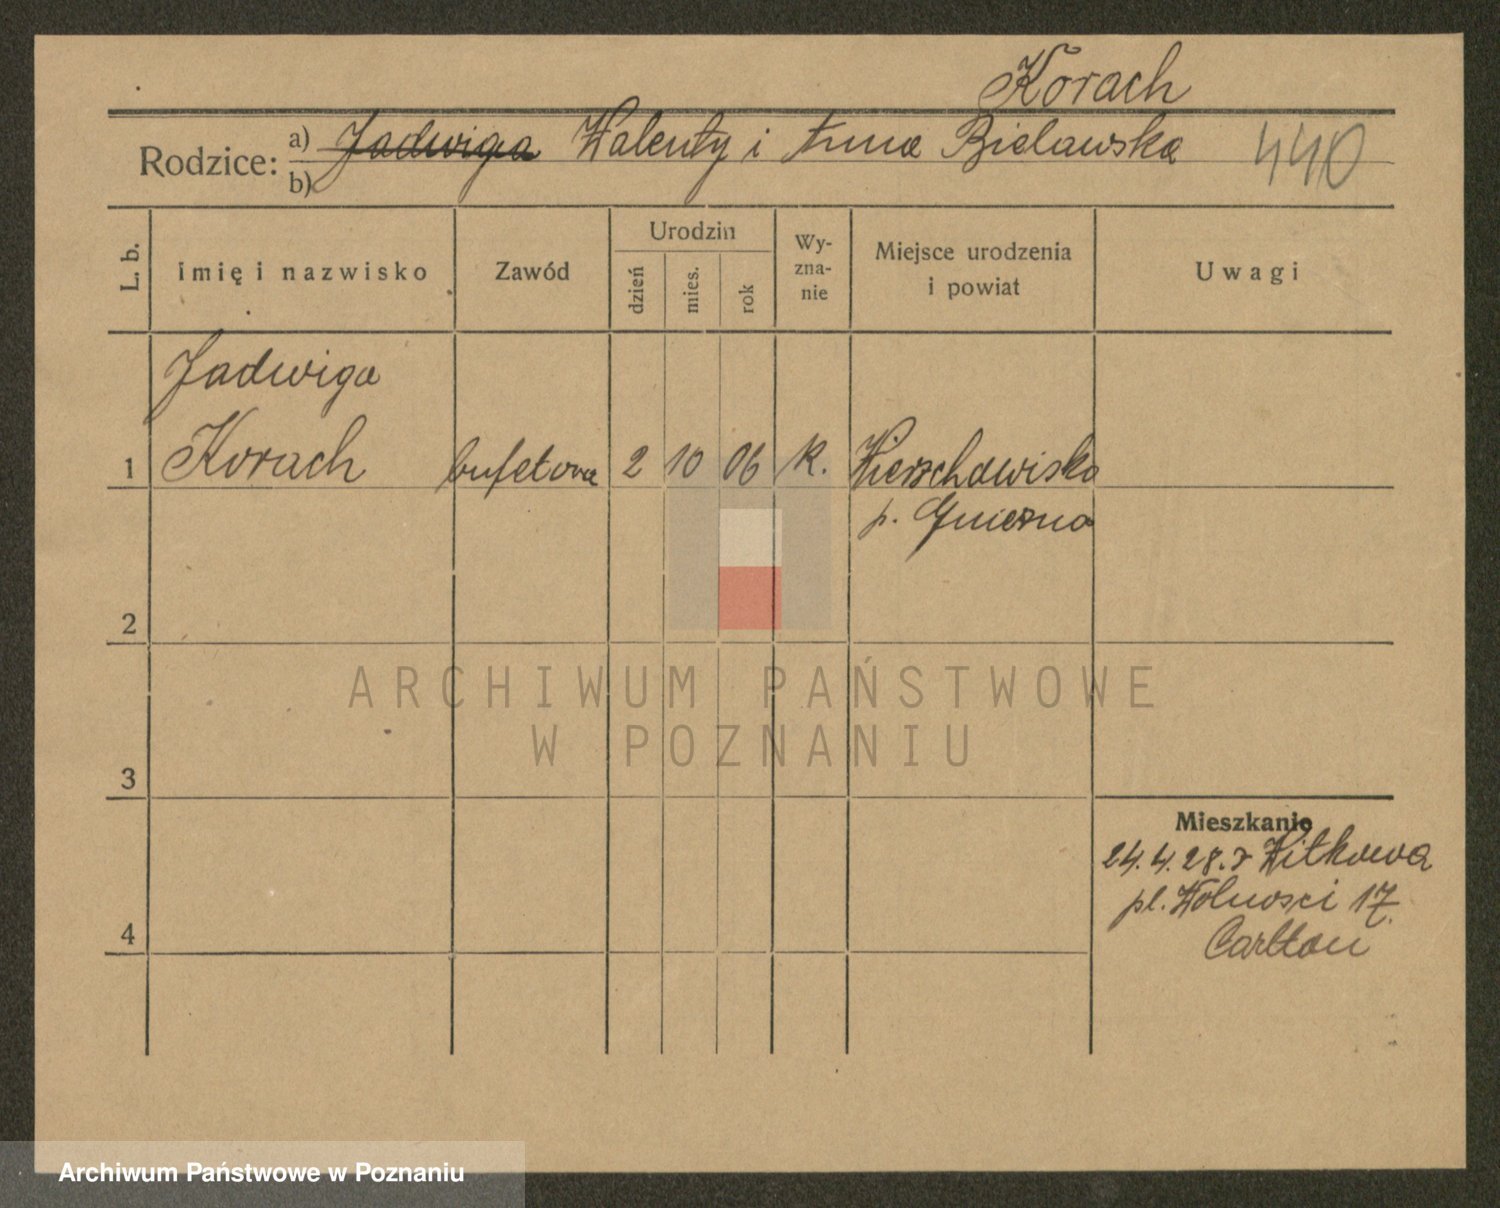 Korach
Rodzice: a) Jadwiga Walenty i Anna Bielawska 440
b)
L. b. imię i nazwisko Zawód Urodzin dzień mies. rok Wy-zna-nie Miejsce urodzenia i powiat Uwagi
Jadwiga
1 Korach bufetowa 2 10 06 k. Wierzchowiska
p. Gniezno
2
ARCHIWUM PAŃSTWOWE
W POZNANIU
3
Mieszkanie
24.4.28. z Witkowa
pl. Wolnosci 17.
4 Carlton
Archiwum Państwowe w Poznaniu